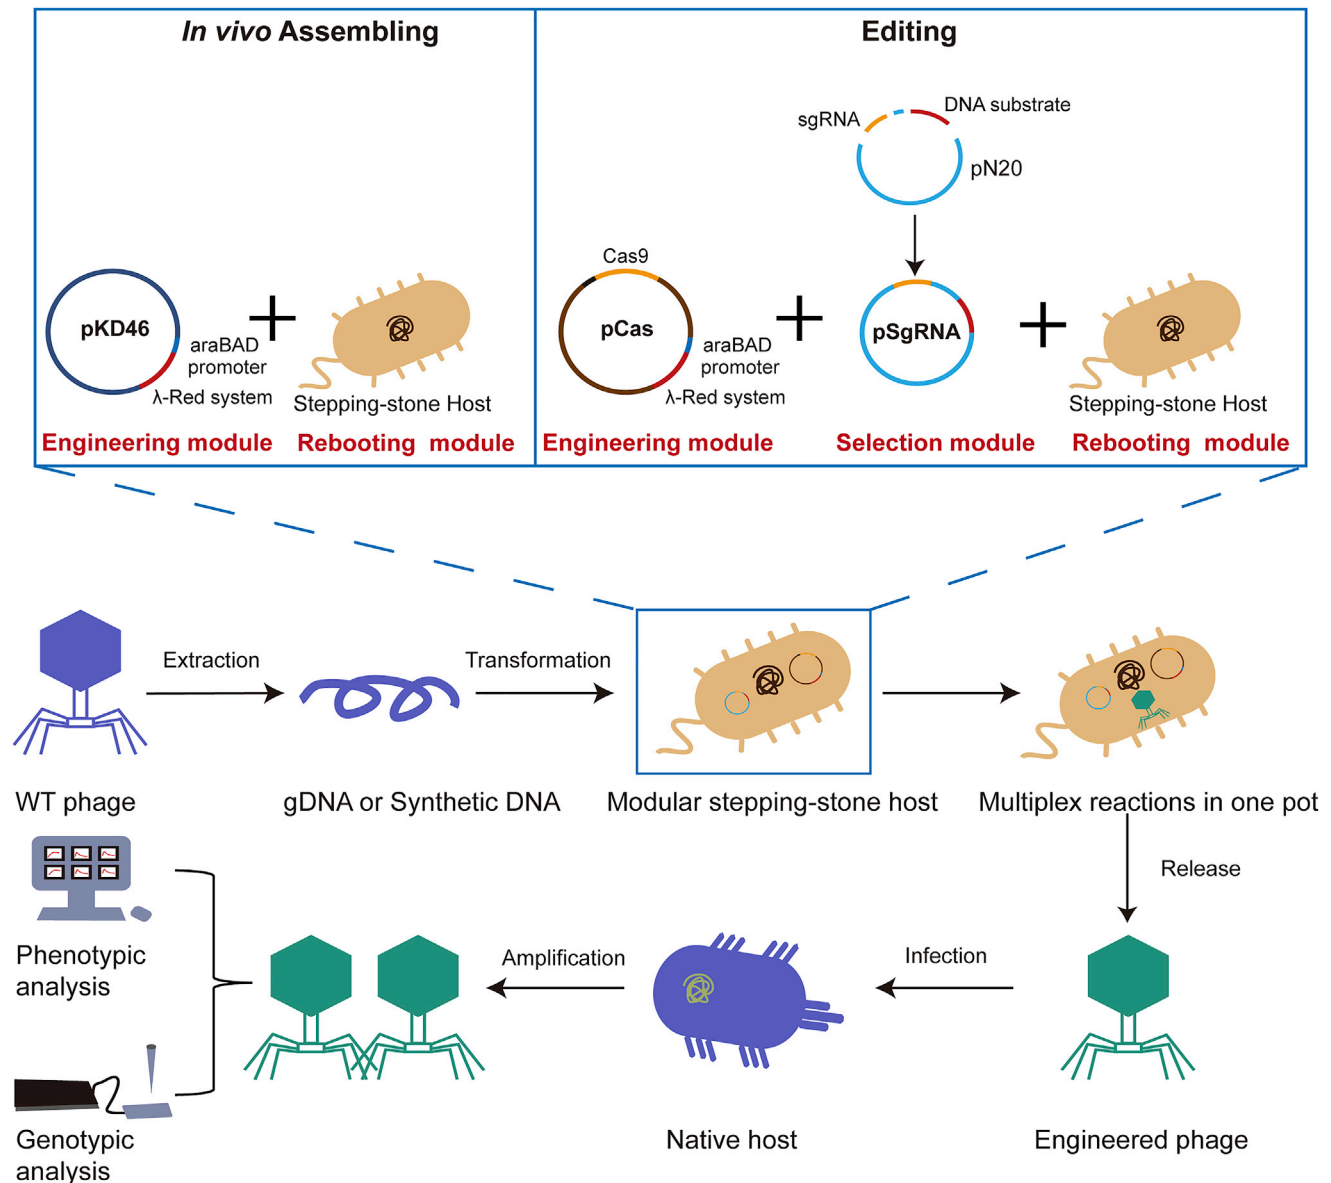 In vivo Assembling
Editing
sgRNA
DNA substrate
pN20
Cas9
pKD46
araBAD
promoter
λ-Red system
Stepping-stone Host
Engineering module
Rebooting module
pCas
araBAD
promoter
λ-Red system
pSgRNA
Stepping-stone Host
Engineering module
Selection module
Rebooting module
Extraction
Transformation
WT phage
gDNA or Synthetic DNA
Modular stepping-stone host
Multiplex reactions in one pot
Release
Phenotypic
analysis
Amplification
Infection
Genotypic
analysis
Native host
Engineered phage